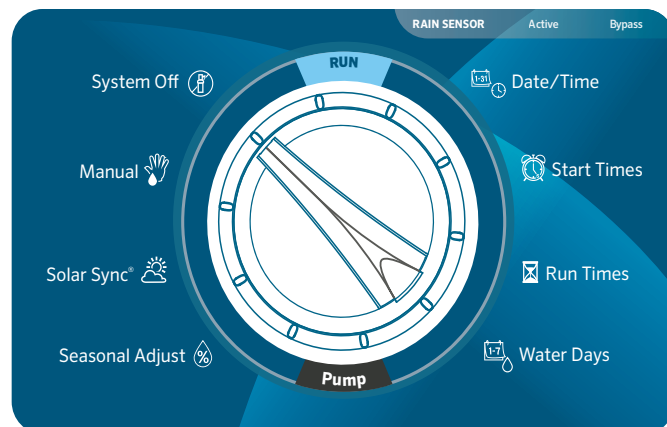 RAIN SENSOR Active Bypass
RUN
System Off
1-31 Date/Time
Manual
Start Times
Solar Sync®
Run Times
Seasonal Adjust %
1-7 Water Days
Pump